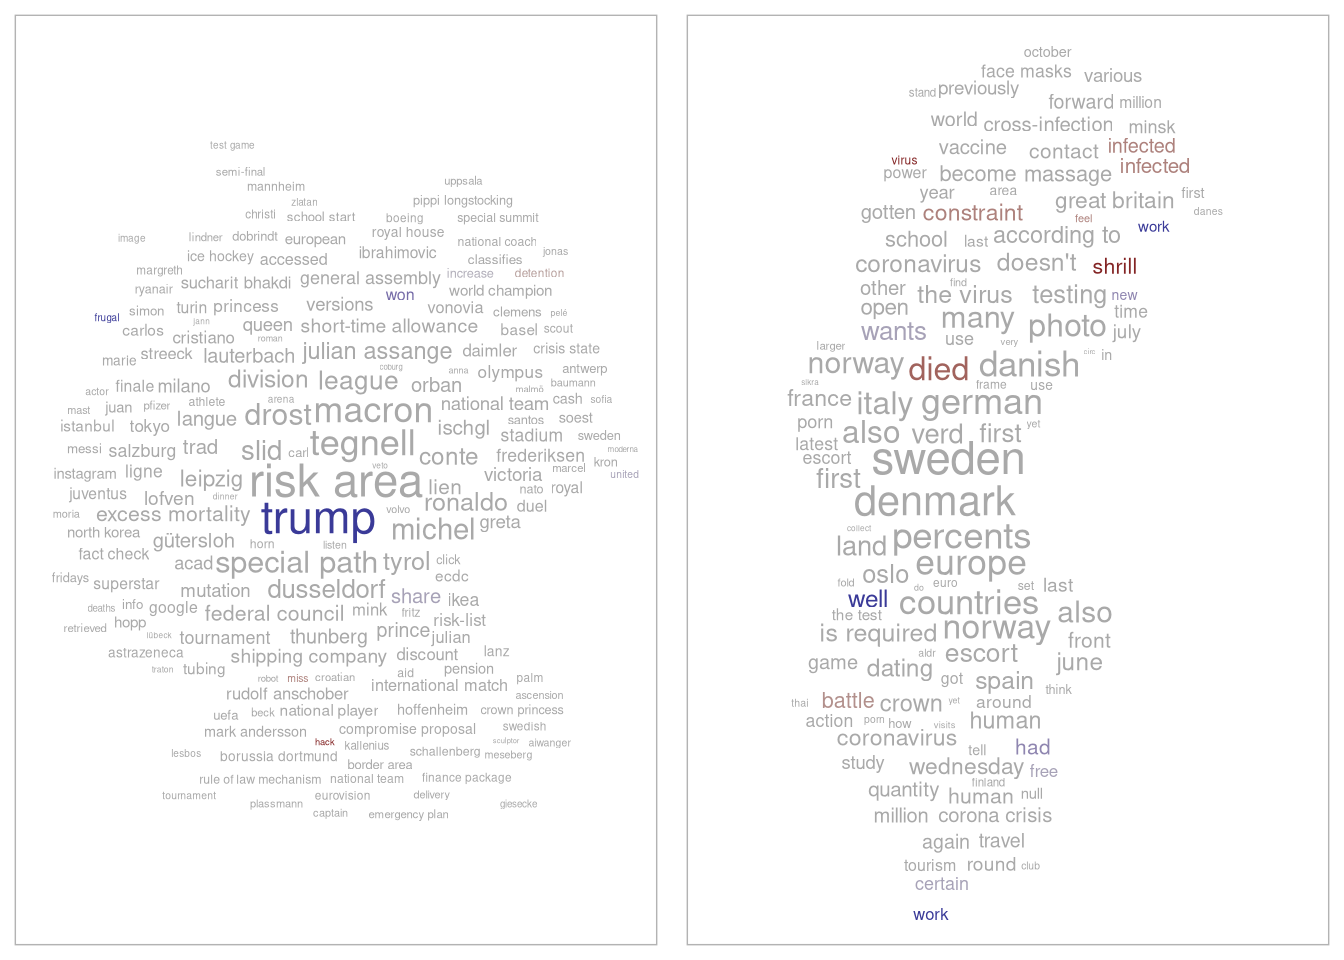 test game
semi-final
mannheim
uppsala
zlatan
pippi longstocking
christi school start boeing special summit
royal house
image lindner dobrindt european national coach
ice hockey accessed ibrahimovic classifies jonas
margreth sucharit bhakdi general assembly increase detention
ryanair won world champion
frugal simon turin princess versions vonovia clemens pelé
carlos jann queen short-time allowance basel scout
cristiano roman
marie streeck lauterbach julian assange daimler crisis state
coburg anna olympus antwerp
actor finale milano division league orban malmö baumann
mast juan pfizer athlete arena national team cash sofia
istanbul tokyo langue drost macron santos soest
ischgl stadium sweden
messi salzburg trad slid carl tegnell conte frederiksen moderna
instagram ligne leipzig risk area veto victoria marcel kron united
juventus lofven dinner lien nato royal
moria excess mortality trump volvo ronaldo duel
north korea michel greta
fact check gütersloh horn listen
acad special path tyrol click
fridays superstar mutation dusseldorf share ikea ecdc
deaths info google federal council mink fritz risk-list
retrieved hopp lübeck tournament thunberg prince julian
astrazeneca shipping company discount lanz
traton tubing robot miss croatian aid pension palm
rudolf anschober international match ascension
uefa beck national player hoffenheim crown princess
mark andersson compromise proposal swedish
hack kallenius sculptor aiwanger
lesbos borussia dortmund schallenberg meseberg
border area
rule of law mechanism national team finance package
tournament plassmann eurovision delivery giesecke
captain emergency plan
october
face masks various
stand previously forward million
world cross-infection minsk
vaccine contact infected
virus power become massage infected
year area great britain first
gotten constraint feel danes
school last according to work
coronavirus doesn't shrill
other find the virus testing new
open many photo time
wants use very july
larger norway died danish circ in
frame use
france italy german
porn also verd first yet
latest escort sweden
first denmark
collect
land percents
fold oslo do euro europe set last
well countries also
the test is required norway front
aldr escort june
game dating got spain think
thai battle crown yet around
action porn how visits human
coronavirus tell had
study wednesday free
quantity finland human null
million corona crisis
again travel
tourism round club
certain
work